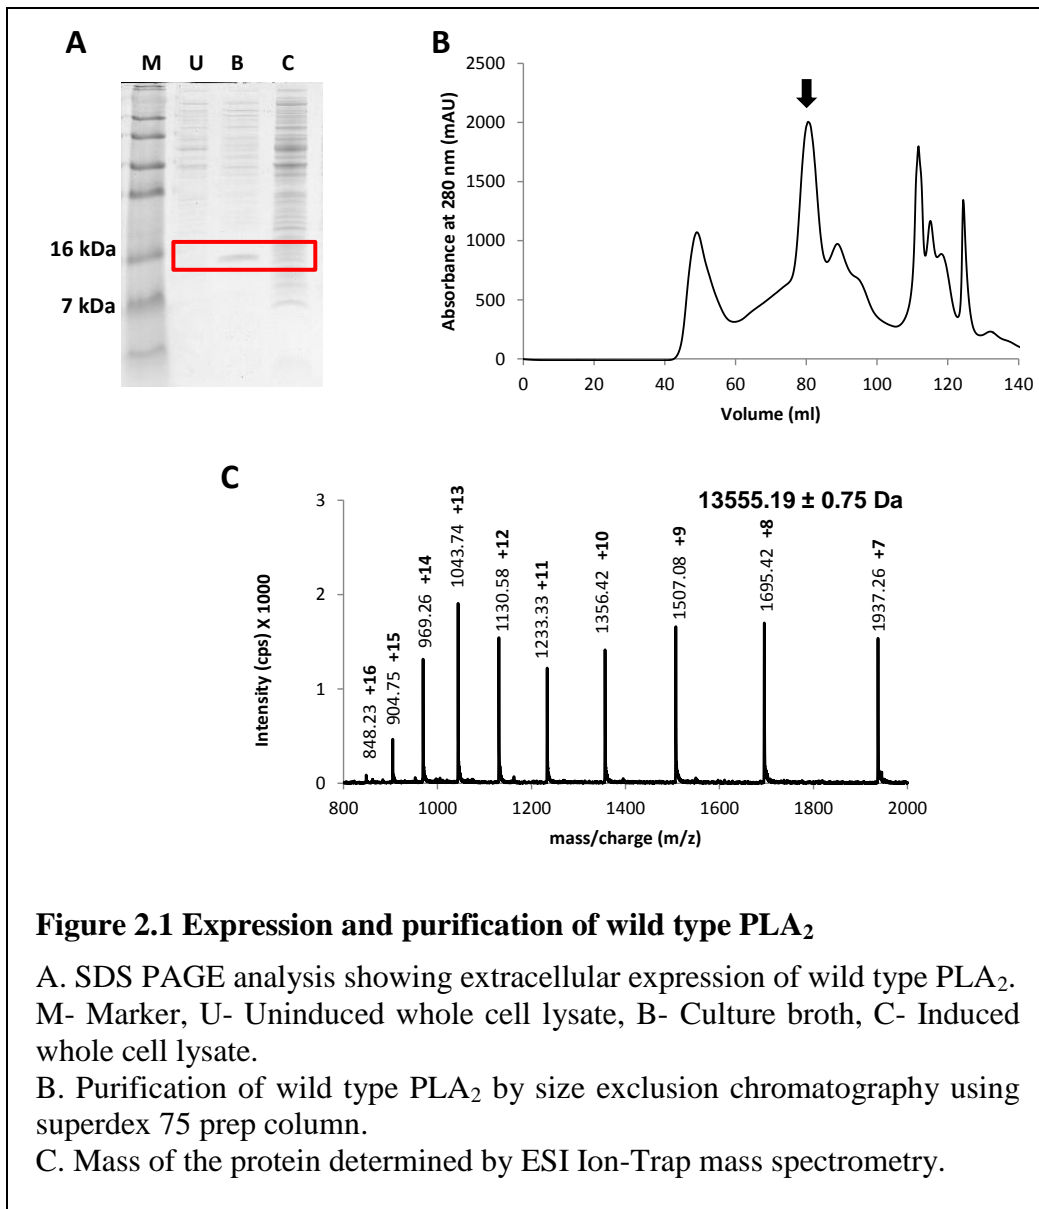 A
M U B C
16 kDa
7 kDa
B
Absorbance at 280 nm (mAU)
2500
2000
1500
1000
500
0
0 20 40 60 80 100 120 140
Volume (ml)
C
13555.19 ± 0.75 Da
Intensity (cps) X 1000
3
2
1
0
848.23 +16
904.75 +15
969.26 +14
1043.74 +13
1130.58 +12
1233.33 +11
1356.42 +10
1507.08 +9
1695.42 +8
1937.26 +7
800 1000 1200 1400 1600 1800 2000
mass/charge (m/z)
Figure 2.1 Expression and purification of wild type PLA₂
A. SDS PAGE analysis showing extracellular expression of wild type PLA₂.
M- Marker, U- Uninduced whole cell lysate, B- Culture broth, C- Induced
whole cell lysate.
B. Purification of wild type PLA₂ by size exclusion chromatography using
superdex 75 prep column.
C. Mass of the protein determined by ESI Ion-Trap mass spectrometry.